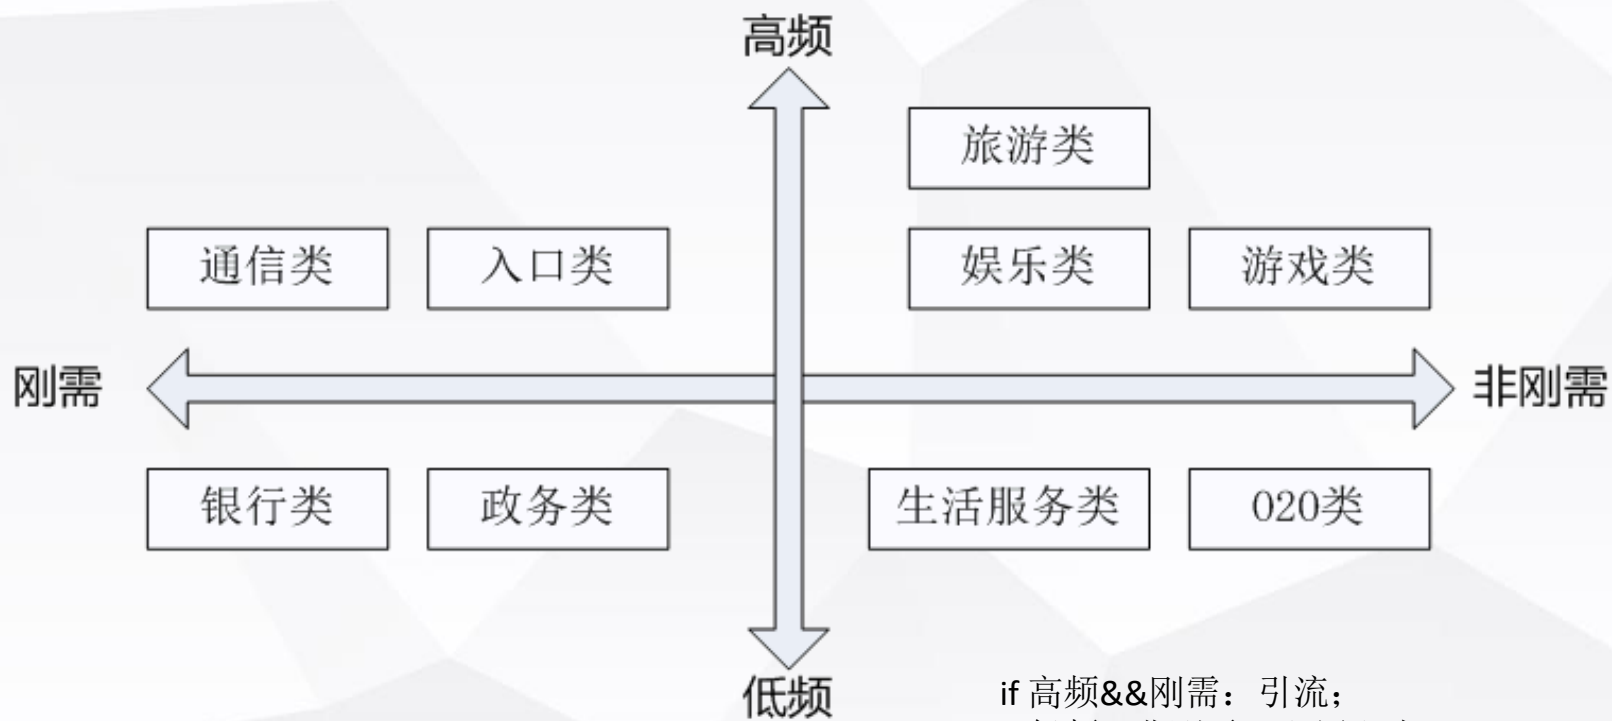 高频
旅游类
通信类 入口类 娱乐类 游戏类
刚需 非刚需
银行类 政务类 生活服务类 O2O类
低频
if 高频&&刚需：引流；